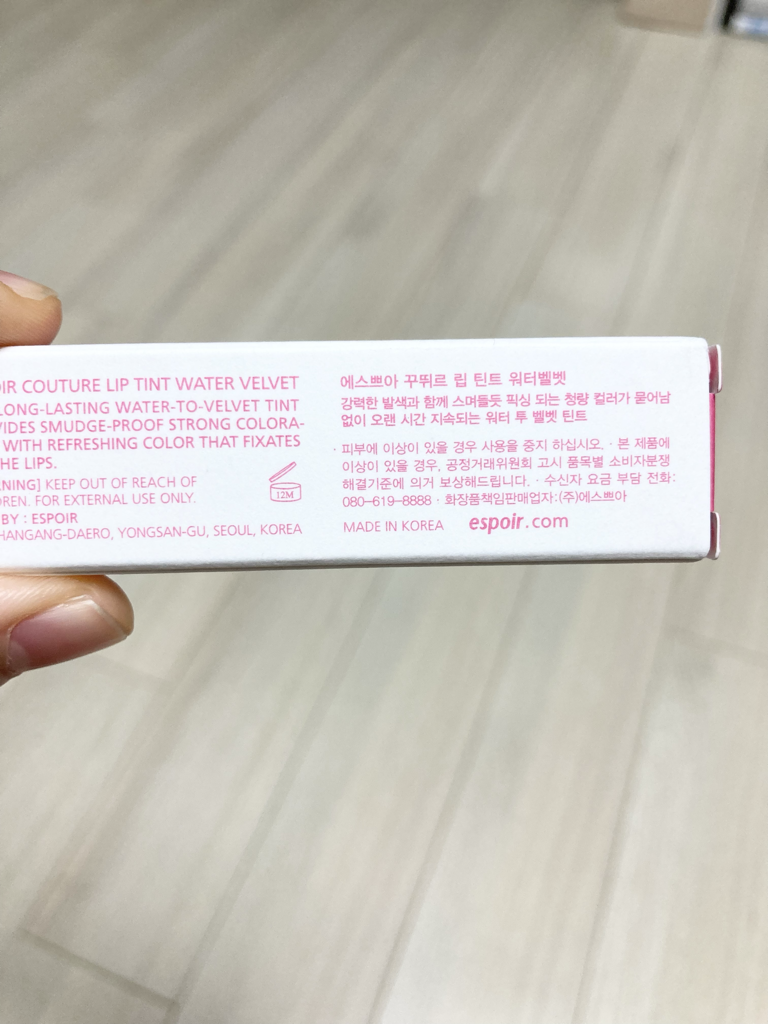 COUTURE LIP TINT WATER VELVET
LONG-LASTING WATER-TO-VELVET TINT
SMUDGE-PROOF STRONG COLORA-
WITH REFRESHING COLOR THAT FIXATES
LIPS.
KEEP OUT OF REACH OF
FOR EXTERNAL USE ONLY.
BY : ESPOIR
HANGANG-DAERO, YONGSAN-GU, SEOUL, KOREA
12M
에스쁘아 꾸뛰르 립 틴트 워터벨벳
강력한 발색과 함께 스며들듯 픽싱 되는 청량 컬러가 묻어남
없이 오랜 시간 지속되는 워터 투 벨벳 틴트
· 피부에 이상이 있을 경우 사용을 중지 하십시오. · 본 제품에
이상이 있을 경우, 공정거래위원회 고시 품목별 소비자분쟁
해결기준에 의거 보상해드립니다. · 수신자 요금 부담 전화:
080-619-8888 · 화장품책임판매업자:(주)에스쁘아
MADE IN KOREA espoir.com